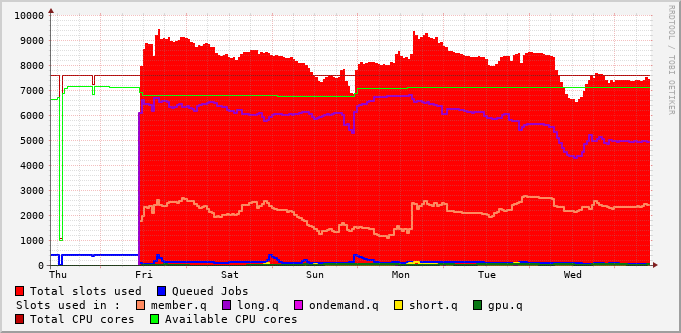 10000
9000
8000
7000
6000
5000
4000
3000
2000
1000
0
Thu Fri Sat Sun Mon Tue Wed
Total slots used Queued Jobs
Slots used in : member.q long.q ondemand.q short.q gpu.q
Total CPU cores Available CPU cores
RRDTOOL / TOBI OETIKER